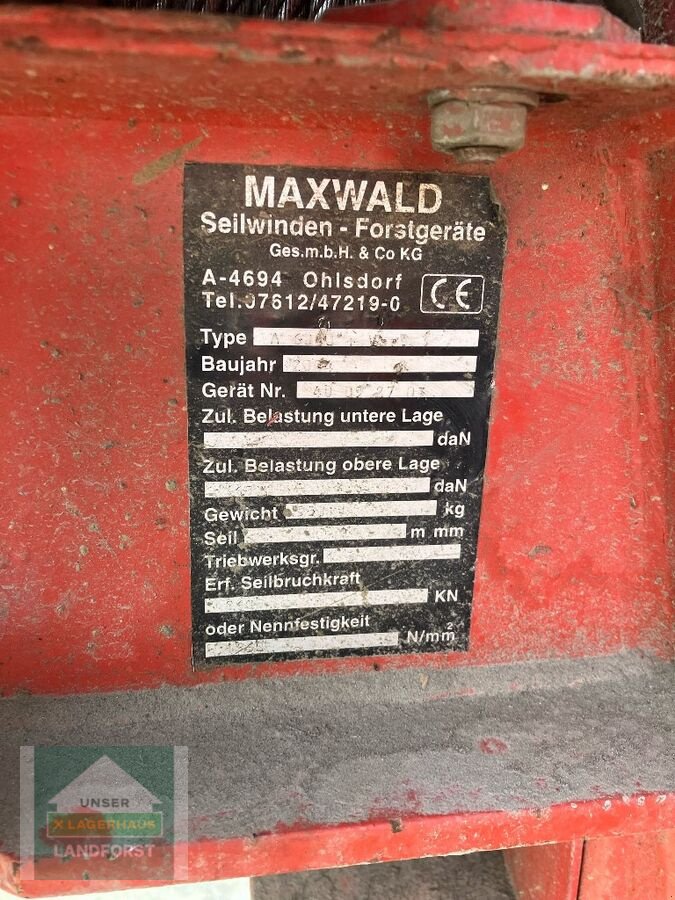 MAXWALD
Seilwinden - Forstgeräte
Ges.m.b.H. & Co KG
A-4694 Ohlsdorf
CE
Tel.07612/47219-0
Type
Baujahr
Gerät Nr.
Zul. Belastung untere Lage
daN
Zul. Belastung obere Lage
daN
Gewicht kg
Seil m mm
Triebwerksgr.
Erf. Seilbruchkraft
KN
oder Nennfestigkeit
N/mm²
UNSER
X LAGERHAUS
LANDFORST